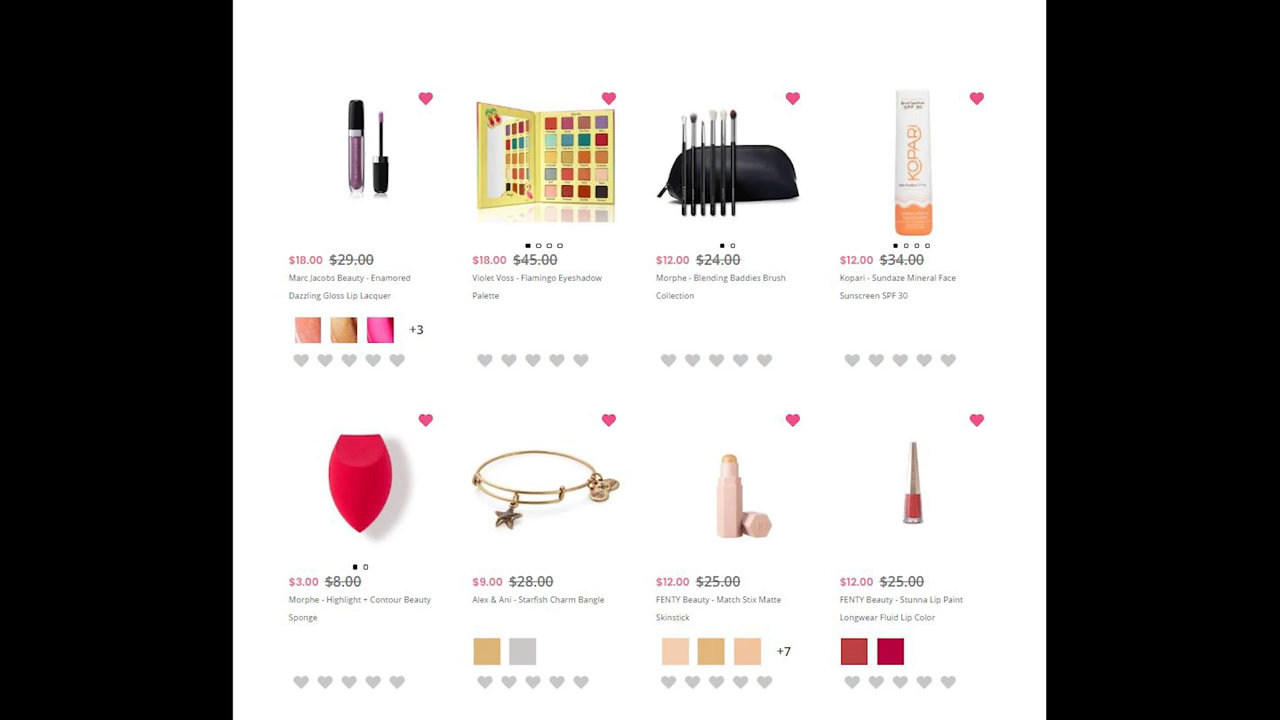 KOPARI
$18.00 $29.00
Marc Jacobs Beauty - Enamored
Dazzling Gloss Lip Lacquer
+3
$18.00 $45.00
Violet Voss - Flamingo Eyeshadow
Palette
$12.00 $24.00
Morphe - Blending Baddies Brush
Collection
$12.00 $34.00
Kopari - Sundaze Mineral Face
Sunscreen SPF 30
$3.00 $8.00
Morphe - Highlight + Contour Beauty
Sponge
$9.00 $28.00
Alex & Ani - Starfish Charm Bangle
$12.00 $25.00
FENTY Beauty - Match Stix Matte
Skinstick
+7
$12.00 $25.00
FENTY Beauty - Stunna Lip Paint
Longwear Fluid Lip Color